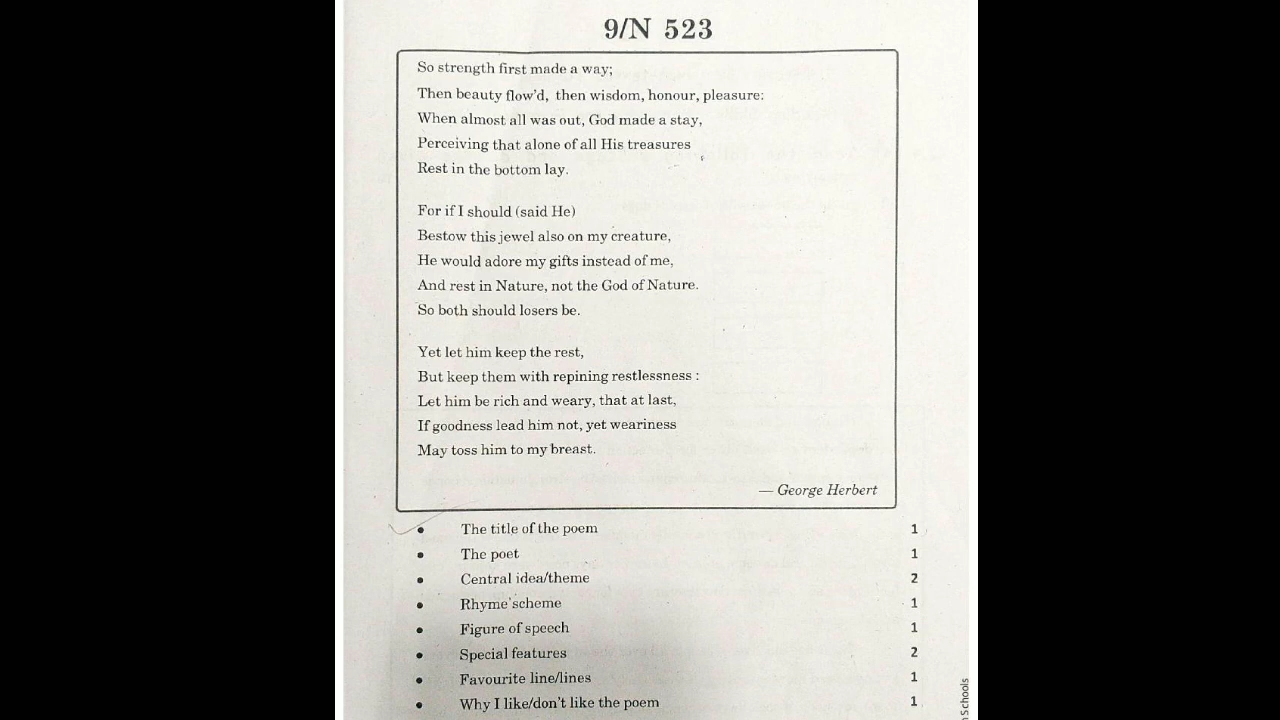 9/N 523
So strength first made a way;
Then beauty flow'd, then wisdom, honour, pleasure:
When almost all was out, God made a stay,
Perceiving that alone of all His treasures
Rest in the bottom lay.
For if I should (said He)
Bestow this jewel also on my creature,
He would adore my gifts instead of me,
And rest in Nature, not the God of Nature.
So both should losers be.
Yet let him keep the rest,
But keep them with repining restlessness :
Let him be rich and weary, that at last,
If goodness lead him not, yet weariness
May toss him to my breast.
— George Herbert
• The title of the poem 1
• The poet 1
• Central idea/theme 2
• Rhyme scheme 1
• Figure of speech 1
• Special features 2
• Favourite line/lines 1
• Why I like/don't like the poem 1
Schools